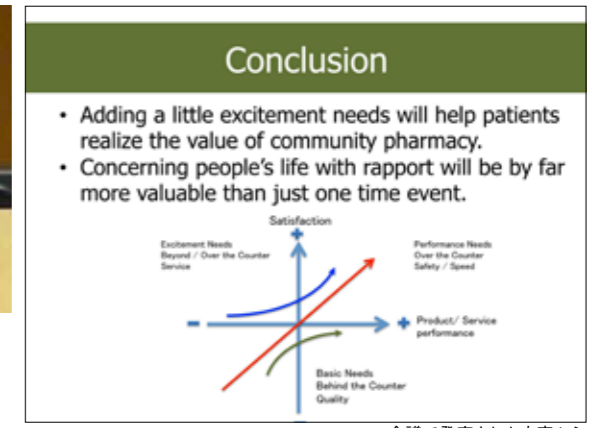 Conclusion
• Adding a little excitement needs will help patients
realize the value of community pharmacy.
• Concerning people's life with rapport will be by far
more valuable than just one time event.
Satisfaction
+
Excitement Needs
Beyond / Over the Counter
Service
Performance Needs
Over the Counter
Safety / Speed
-
+ Product/ Service
performance
Basic Needs
Behind the Counter
Quality
-